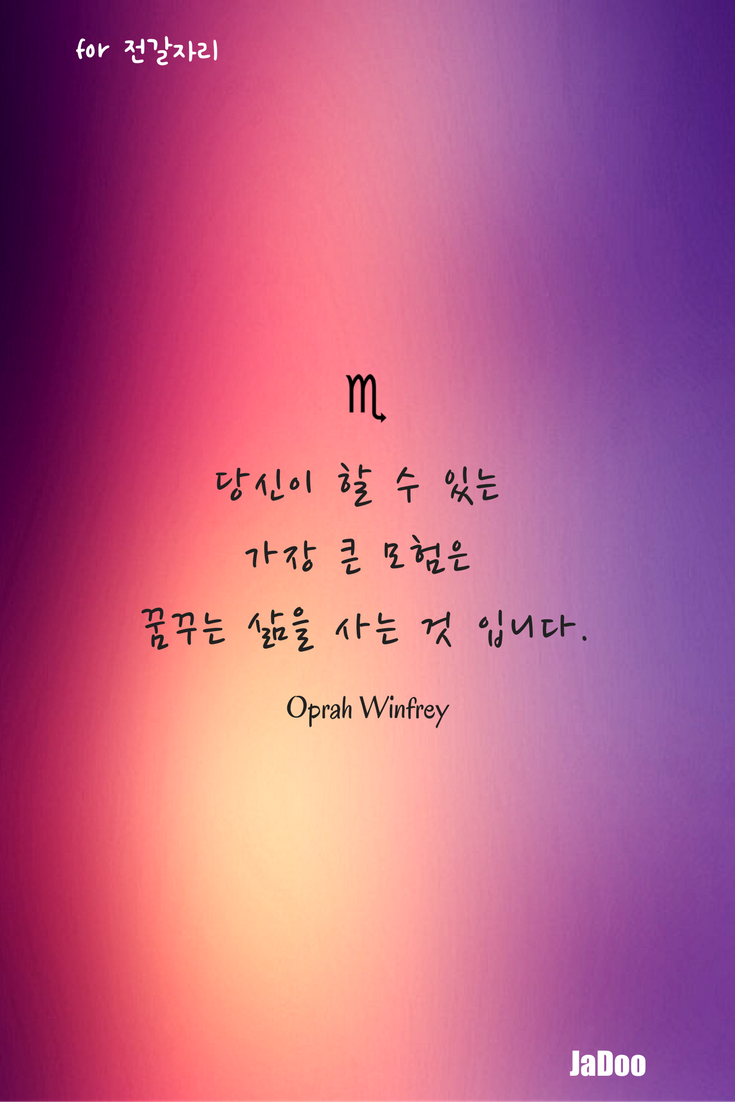 for 전갈자리
♏
당신이 할 수 있는
가장 큰 모험은
꿈꾸는 삶을 사는 것 입니다.
Oprah Winfrey
JaDoo